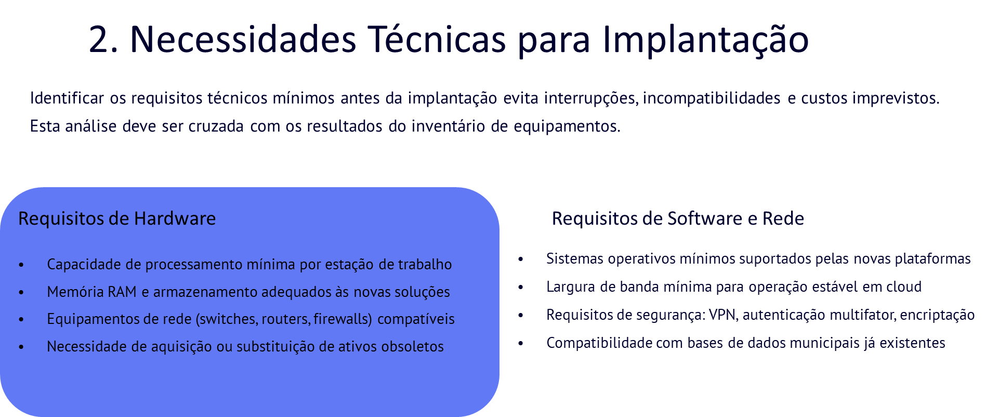 2. Necessidades Técnicas para Implantação
Identificar os requisitos técnicos mínimos antes da implantação evita interrupções, incompatibilidades e custos imprevistos.
Esta análise deve ser cruzada com os resultados do inventário de equipamentos.
Requisitos de Hardware
• Capacidade de processamento mínima por estação de trabalho
• Memória RAM e armazenamento adequados às novas soluções
• Equipamentos de rede (switches, routers, firewalls) compatíveis
• Necessidade de aquisição ou substituição de ativos obsoletos
Requisitos de Software e Rede
• Sistemas operativos mínimos suportados pelas novas plataformas
• Largura de banda mínima para operação estável em cloud
• Requisitos de segurança: VPN, autenticação multifator, encriptação
• Compatibilidade com bases de dados municipais já existentes